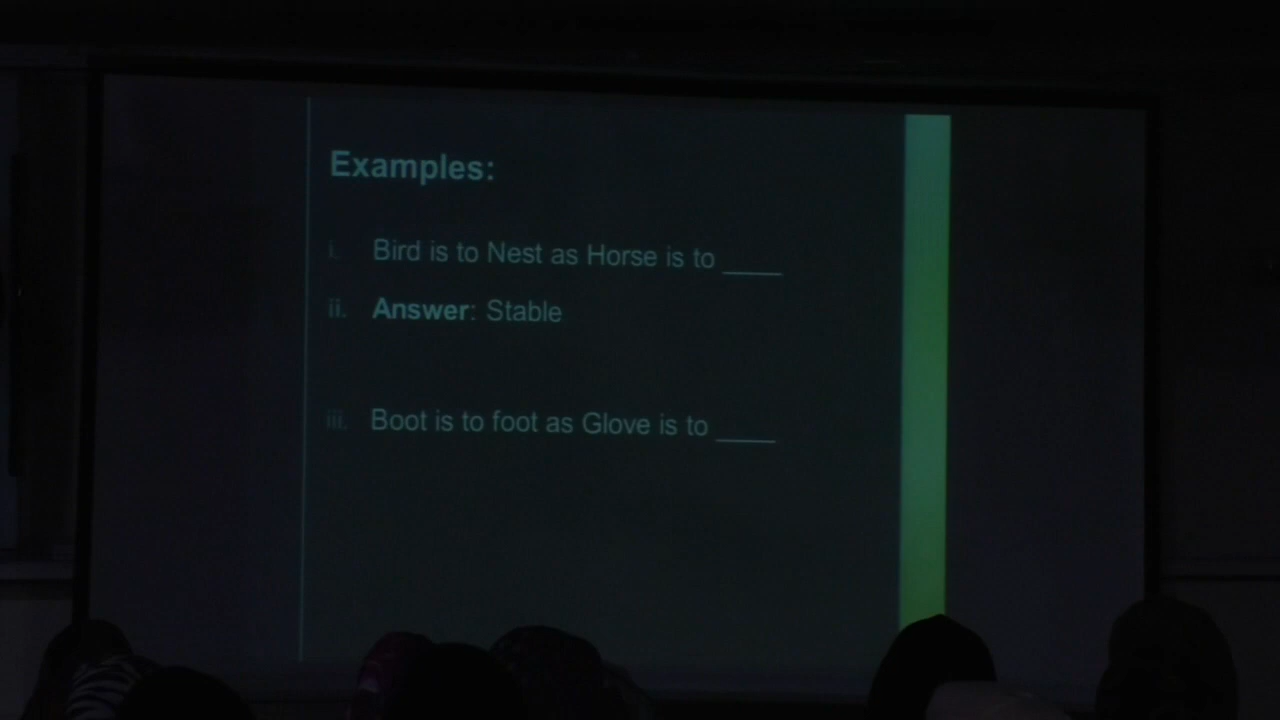 Examples:
i. Bird is to Nest as Horse is to ____
ii. Answer: Stable
iii. Boot is to foot as Glove is to ____